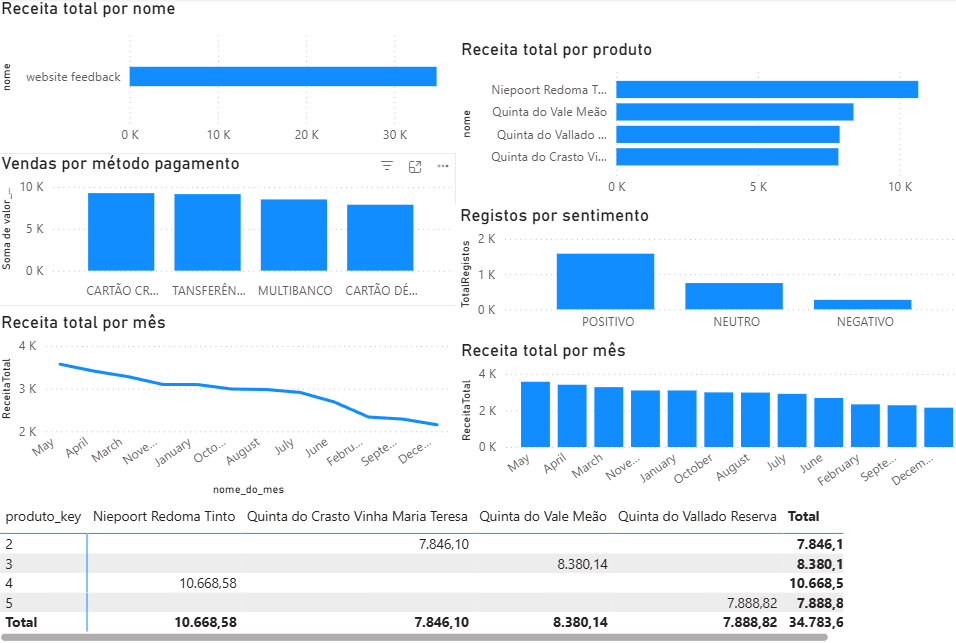 Receita total por nome
nome
website feedback
0 K 10 K 20 K 30 K
Receita total por produto
nome
Niepoort Redoma T...
Quinta do Vale Meão
Quinta do Vallado ...
Quinta do Crasto Vi...
0 K 5 K 10 K
Vendas por método pagamento
Soma de valor_...
10 K
5 K
0 K
CARTÃO CR... TANSFERÊN... MULTIBANCO CARTÃO DÉ...
Registos por sentimento
TotalRegistos
2 K
1 K
0 K
POSITIVO NEUTRO NEGATIVO
Receita total por mês
ReceitaTotal
4 K
3 K
2 K
May April March Nove... January Octo... August July June Febru... Septe... Dece...
nome_do_mes
Receita total por mês
ReceitaTotal
4 K
2 K
0 K
May April March Nove... January October August July June February Septe... Decem...
produto_key Niepoort Redoma Tinto Quinta do Crasto Vinha Maria Teresa Quinta do Vale Meão Quinta do Vallado Reserva Total
2 7.846,10 7.846,1
3 8.380,14 8.380,1
4 10.668,58 10.668,5
5 7.888,82 7.888,8
Total 10.668,58 7.846,10 8.380,14 7.888,82 34.783,6